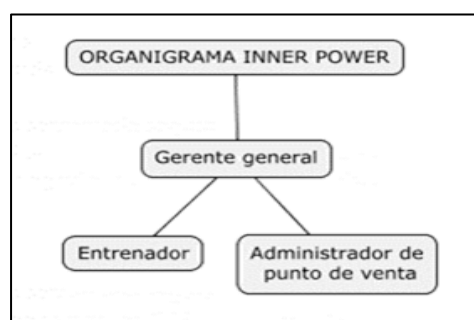 ORGANIGRAMA INNER POWER
Gerente general
Entrenador
Administrador de
punto de venta